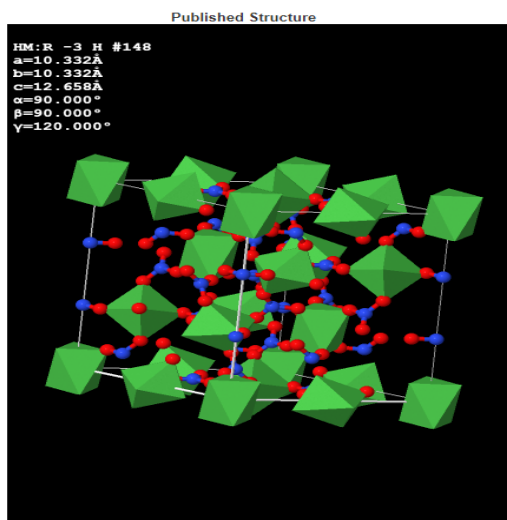 Published Structure
HM:R -3 H #148
a=10.332Å
b=10.332Å
c=12.658Å
α=90.000°
β=90.000°
γ=120.000°